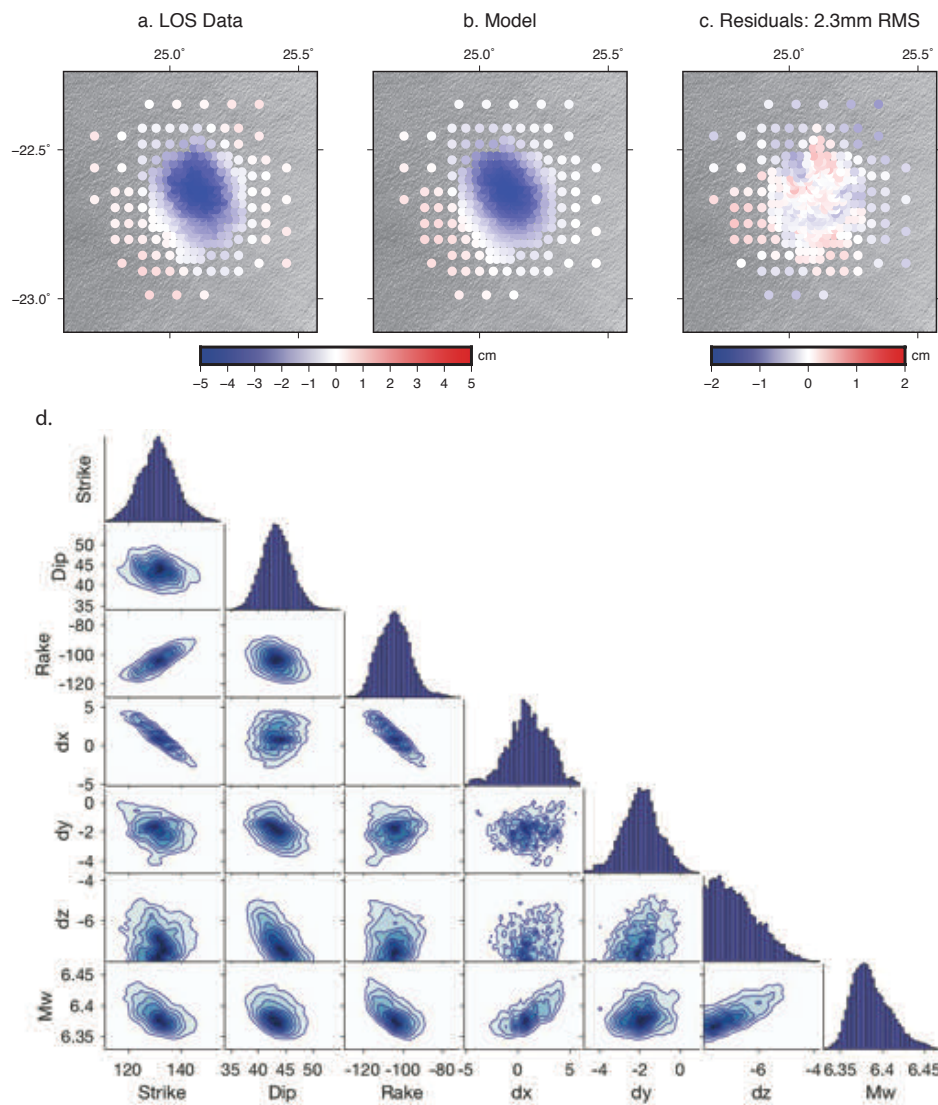 a. LOS Data b. Model c. Residuals: 2.3mm RMS
25.0˚ 25.5˚ 25.0˚ 25.5˚ 25.0˚ 25.5˚
−22.5˚
−23.0˚
cm cm
−5 −4 −3 −2 −1 0 1 2 3 4 5 −2 −1 0 1 2
d.
Strike
Dip
50
45
40
35
Rake
-80
-100
-120
dx
5
0
-5
dy
0
-2
-4
dz
-4
-6
Mw
6.45
6.4
6.35
120 140 35 40 45 50 -120 -100 -80 -5 0 5 -4 -2 0 -6 -4 6.35 6.4 6.45
Strike Dip Rake dx dy dz Mw